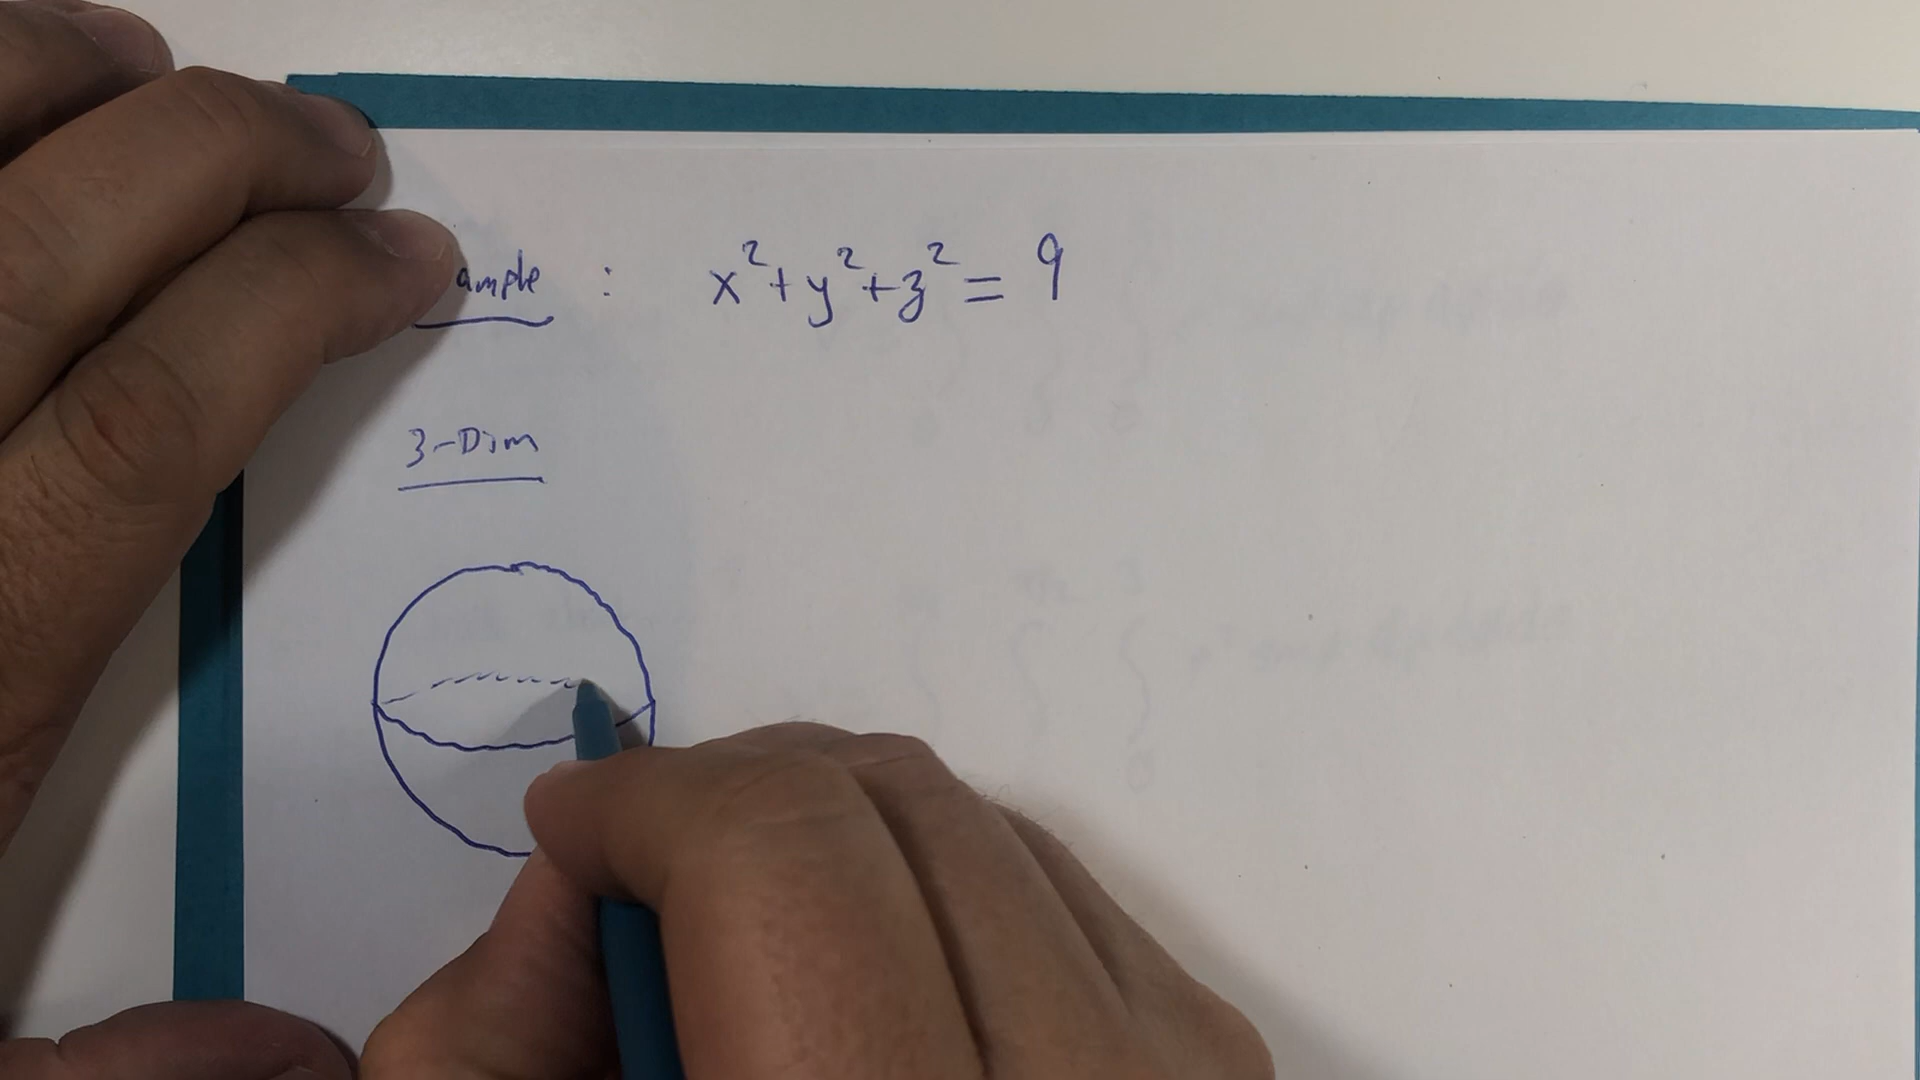 ample : x²+y²+z² = 9
3-Dim